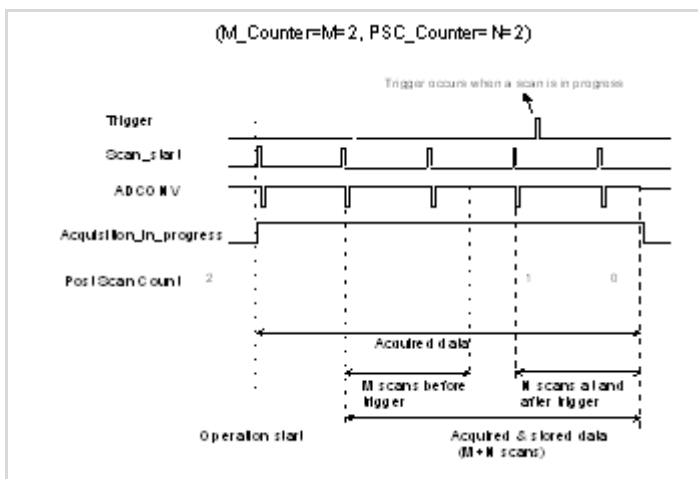 (M_Counter=M=2, PSC_Counter= N=2)
Trigger occurs when a scan is in progress
Trigger
Scan_start
ADCONV
Acquisition_in_progress
PostScanCount 2 1 0
Acquired data
M scans before
trigger
N scans at and
after trigger
Operation start
Acquired & stored data
(M+N scans)